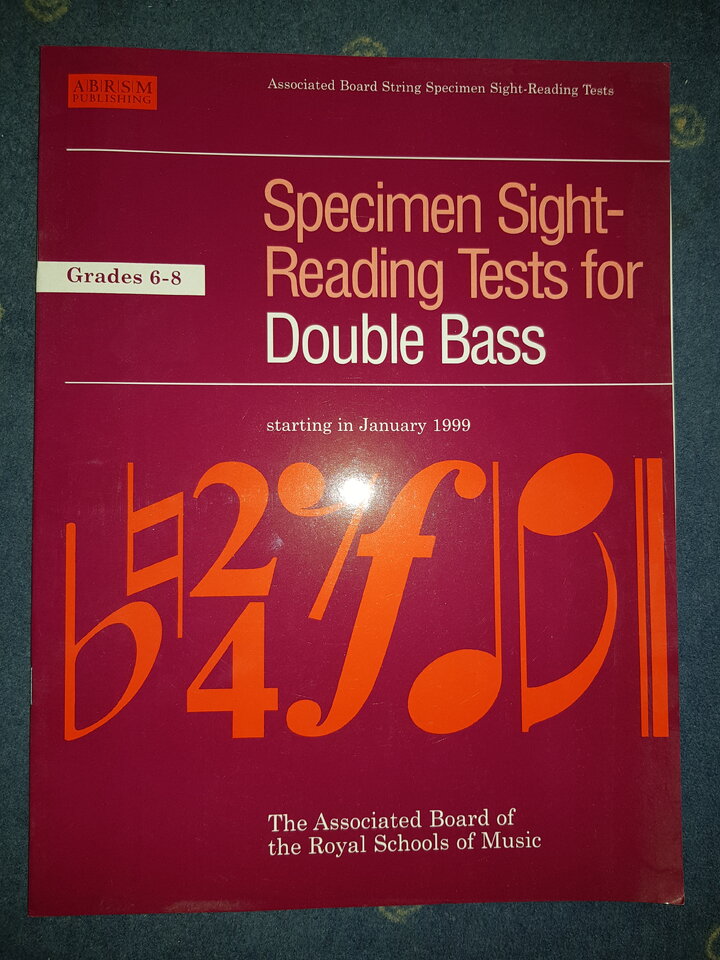 A|B|R|S|M
PUBLISHING
Associated Board String Specimen Sight-Reading Tests
Specimen Sight-
Reading Tests for
Double Bass
Grades 6-8
starting in January 1999
2
4
f
The Associated Board of
the Royal Schools of Music